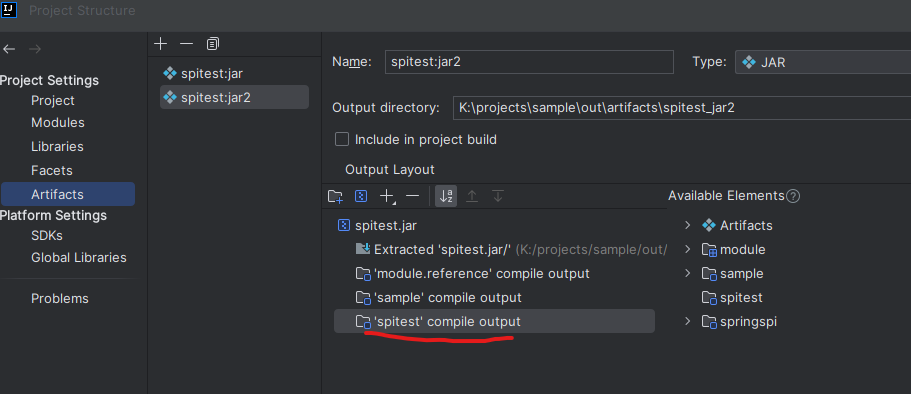 Project Structure
Project Settings
Project
Modules
Libraries
Facets
Artifacts
Platform Settings
SDKs
Global Libraries
Problems
spitest:jar
spitest:jar2
Name: spitest:jar2 Type: JAR
Output directory: K:\projects\sample\out\artifacts\spitest_jar2
Include in project build
Output Layout
spitest.jar
Extracted 'spitest.jar/' (K:/projects/sample/out/
'module.reference' compile output
'sample' compile output
'spitest' compile output
Available Elements
Artifacts
module
sample
spitest
springspi